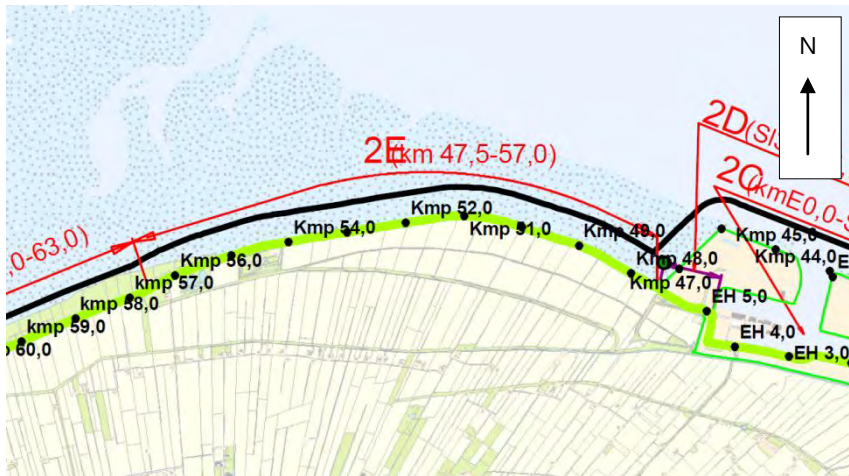 N
2D (Sl
2C (kmE0,0-S
2E (km 47,5-57,0)
,0-63,0)
Kmp 52,0
Kmp 54,0
Kmp 51,0
Kmp 49,0
Kmp 45,0
Kmp 44,0
Kmp 56,0
Kmp 48,0
kmp 57,0
Kmp 47,0
kmp 58,0
EH 5,0
kmp 59,0
EH 4,0
p 60,0
EH 3,0